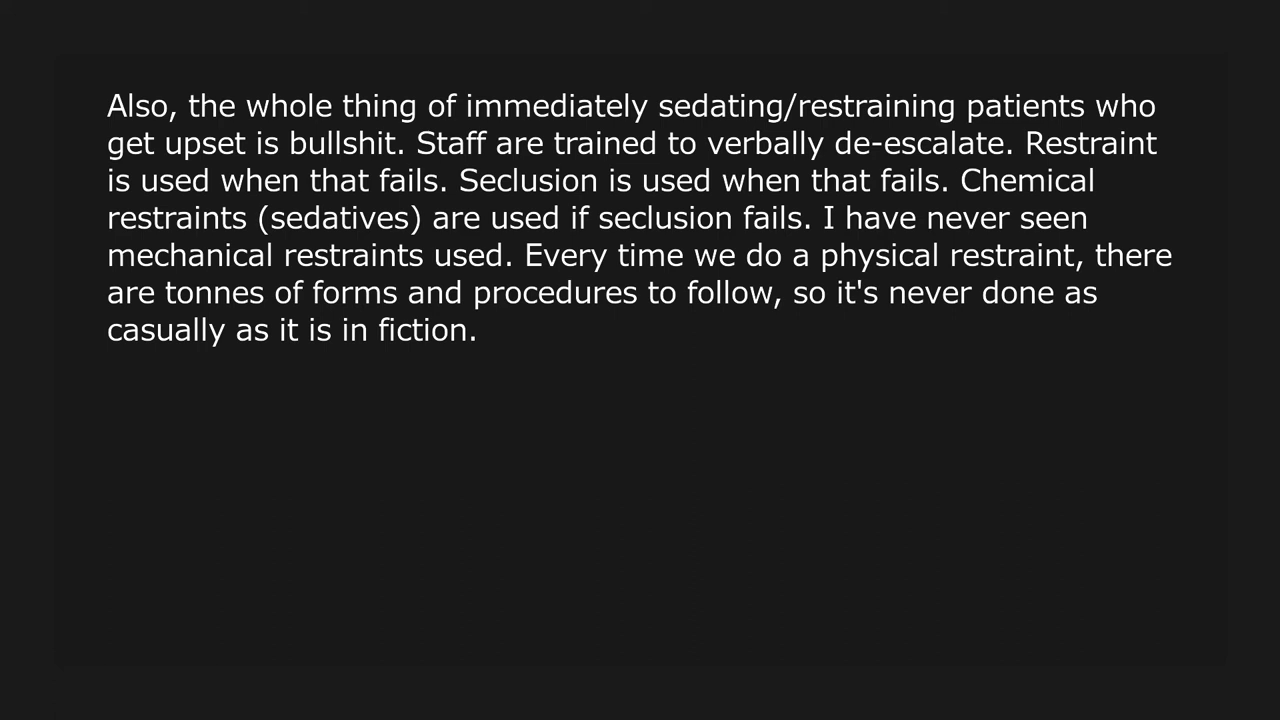 Also, the whole thing of immediately sedating/restraining patients who
get upset is bullshit. Staff are trained to verbally de-escalate. Restraint
is used when that fails. Seclusion is used when that fails. Chemical
restraints (sedatives) are used if seclusion fails. I have never seen
mechanical restraints used. Every time we do a physical restraint, there
are tonnes of forms and procedures to follow, so it's never done as
casually as it is in fiction.